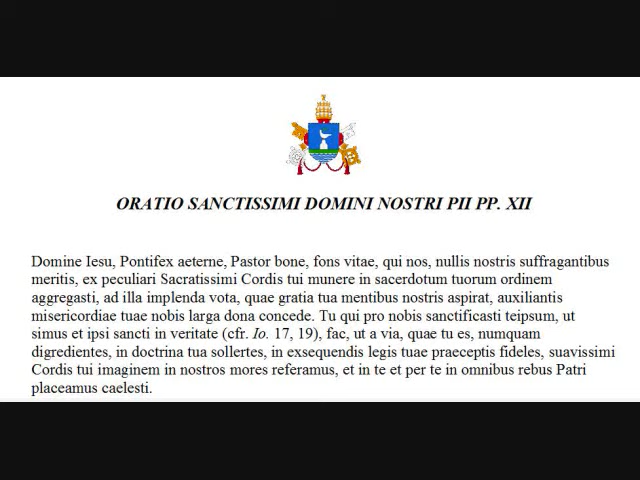 ORATIO SANCTISSIMI DOMINI NOSTRI PII PP. XII
Domine Iesu, Pontifex aeterne, Pastor bone, fons vitae, qui nos, nullis nostris suffragantibus
meritis, ex peculiari Sacratissimi Cordis tui munere in sacerdotum tuorum ordinem
aggregasti, ad illa implenda vota, quae gratia tua mentibus nostris aspirat, auxiliantis
misericordiae tuae nobis larga dona concede. Tu qui pro nobis sanctificasti teipsum, ut
simus et ipsi sancti in veritate (cfr. Io. 17, 19), fac, ut a via, quae tu es, numquam
digredientes, in doctrina tua sollertes, in exsequendis legis tuae praeceptis fideles, suavissimi
Cordis tui imaginem in nostros mores referamus, et in te et per te in omnibus rebus Patri
placeamus caelesti.